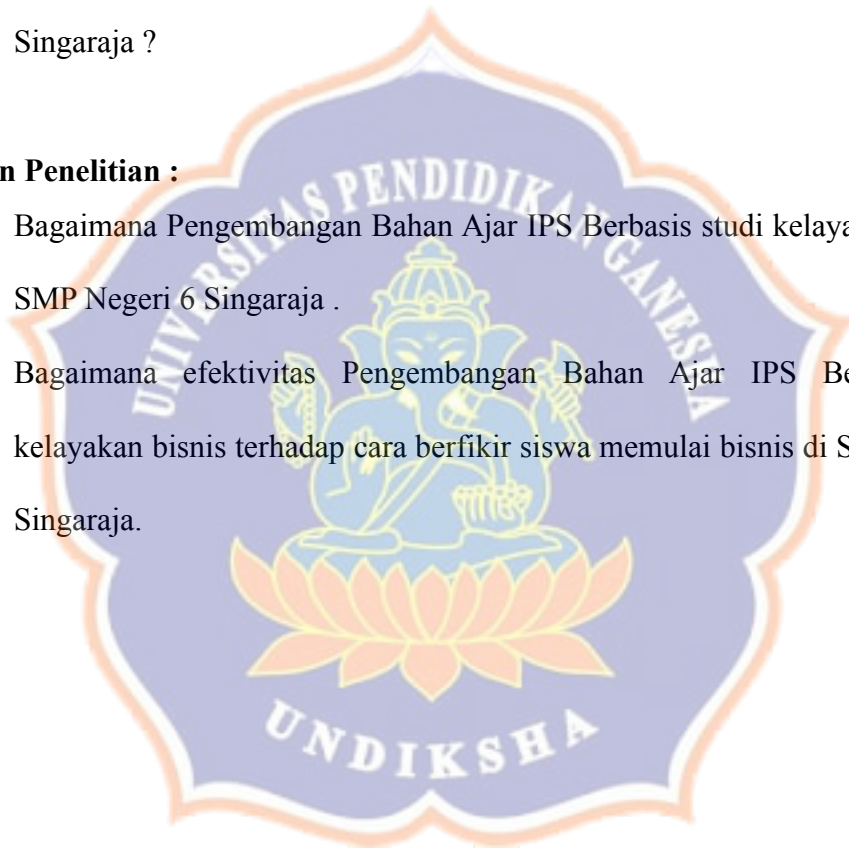 Singaraja ?
n Penelitian :
Bagaimana Pengembangan Bahan Ajar IPS Berbasis studi kelaya
SMP Negeri 6 Singaraja .
Bagaimana efektivitas Pengembangan Bahan Ajar IPS Be
kelayakan bisnis terhadap cara berfikir siswa memulai bisnis di S
Singaraja.
UNIVERSITAS PENDIDIKAN GANESHA
UNDIKSHA